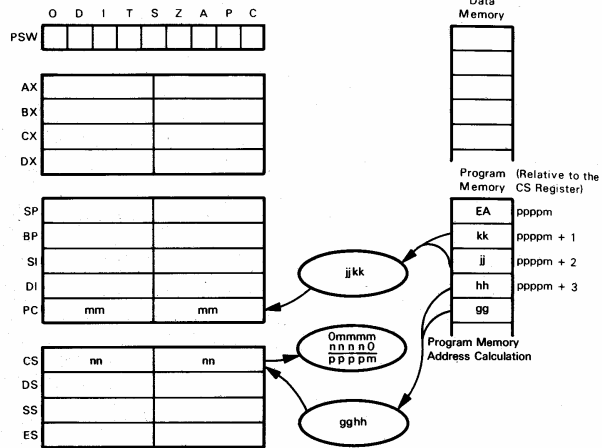 Data
Memory
O D I T S Z A P C
PSW
AX
BX
CX
DX
Program Memory (Relative to the CS Register)
SP
BP
SI
DI
PC mm mm
EA ppppm
kk ppppm + 1
jj ppppm + 2
hh ppppm + 3
gg
jjkk
Program Memory
Address Calculation
CS nn nn
DS
SS
ES
0mmmm
nnnn0
ppppm
gghh